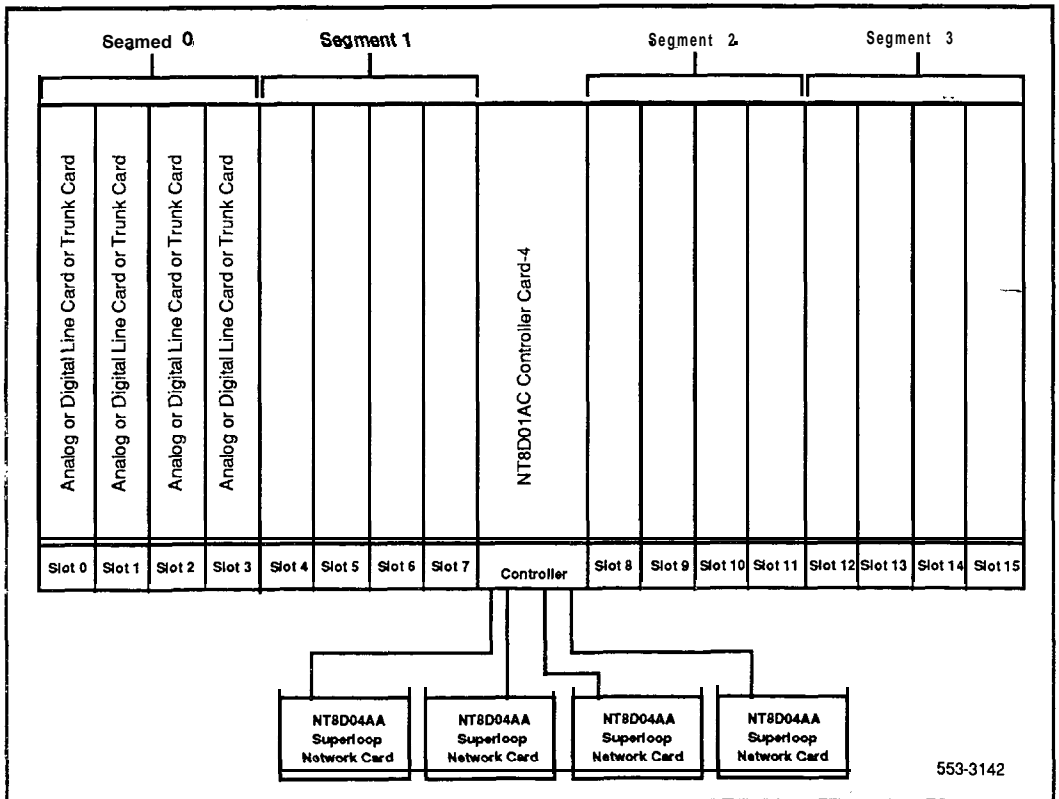 Seamed 0
Segment 1
Segment 2
Segment 3
Analog or Digital Line Card or Trunk Card
Analog or Digital Line Card or Trunk Card
Analog or Digital Line Card or Trunk Card
Analog or Digital Line Card or Trunk Card
NT8D01AC Controller Card-4
Slot 0
Slot 1
Slot 2
Slot 3
Slot 4
Slot 5
Slot 6
Slot 7
Controller
Slot 8
Slot 9
Slot 10
Slot 11
Slot 12
Slot 13
Slot 14
Slot 15
NT8D04AA
Superloop
Network Card
NT8D04AA
Superloop
Network Card
NT8D04AA
Superloop
Network Card
NT8D04AA
Superloop
Network Card
553-3142